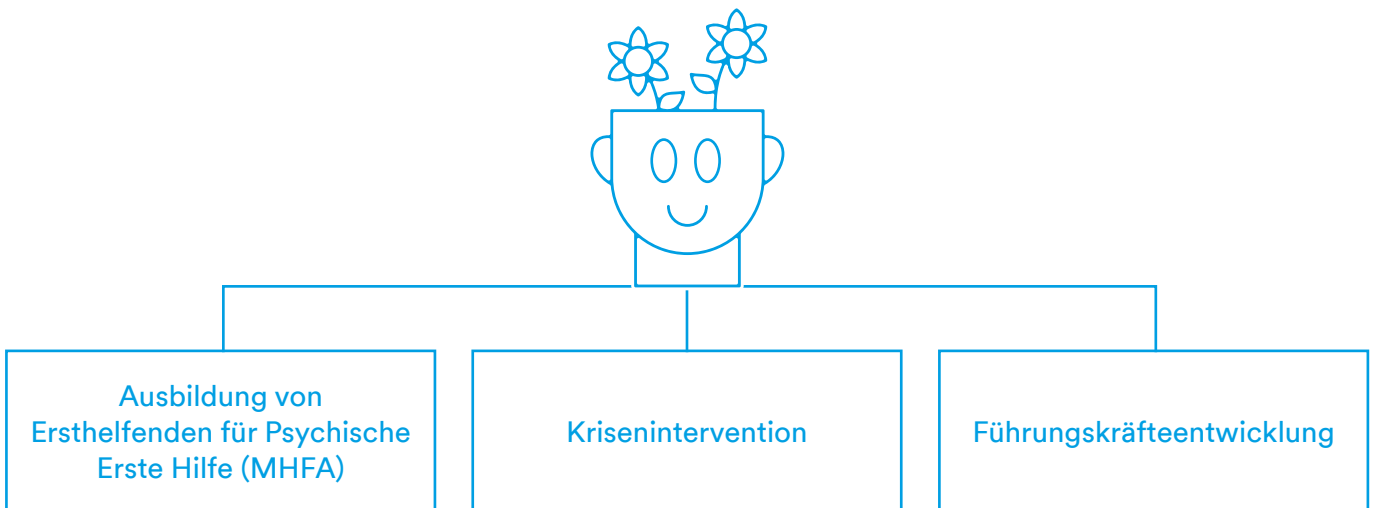 Ausbildung von
Ersthelfenden für Psychische
Erste Hilfe (MHFA)
Krisenintervention
Führungskräfteentwicklung